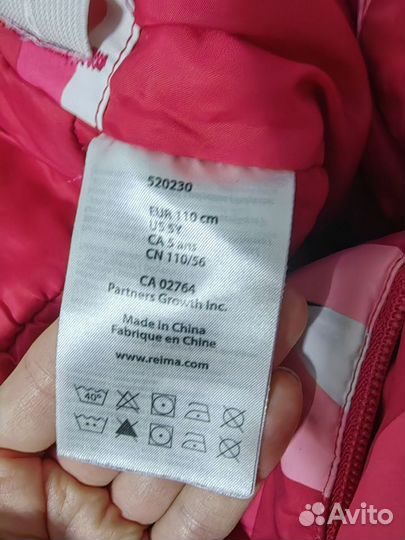 520230
EUR 110 cm
US 5Y
CA 5 ans
CN 110/56
CA 02764
Partners Growth Inc.
Made in China
Fabrique en Chine
www.reima.com
40°
Avito